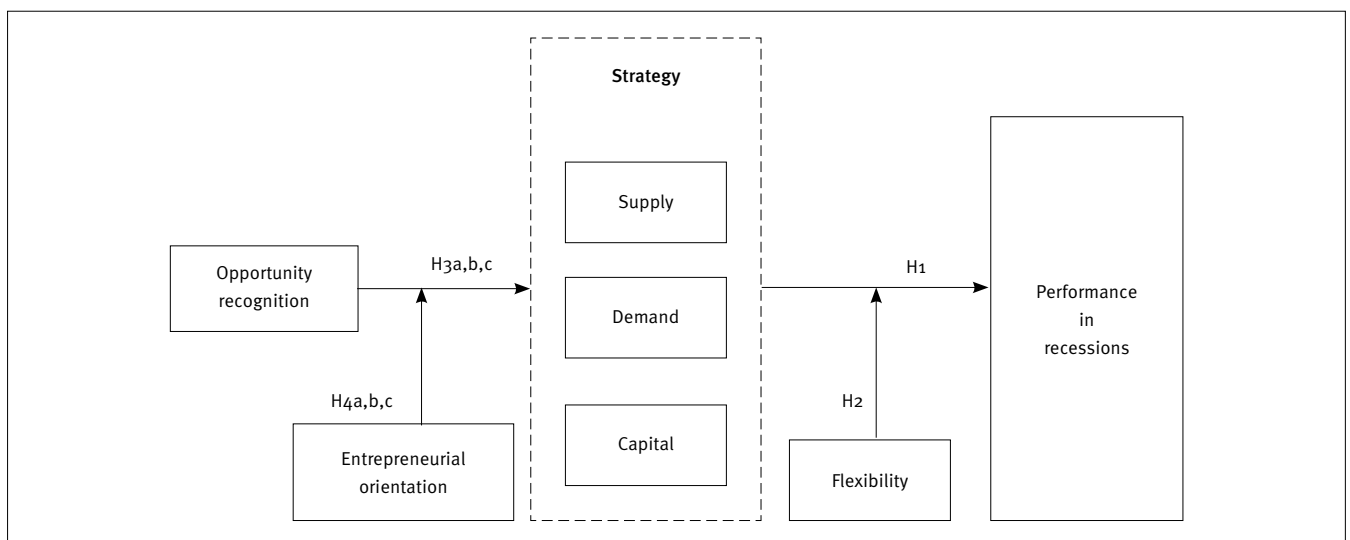 Strategy
Supply
Opportunity
recognition
H3a,b,c
Demand
H1
Performance
in
recessions
H4a,b,c
Entrepreneurial
orientation
Capital
H2
Flexibility